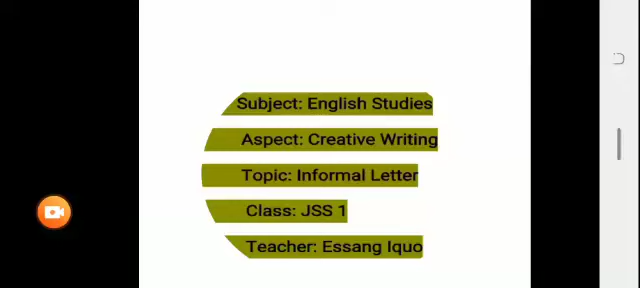 Subject: English Studies
Aspect: Creative Writing
Topic: Informal Letter
Class: JSS 1
Teacher: Essang Iquo